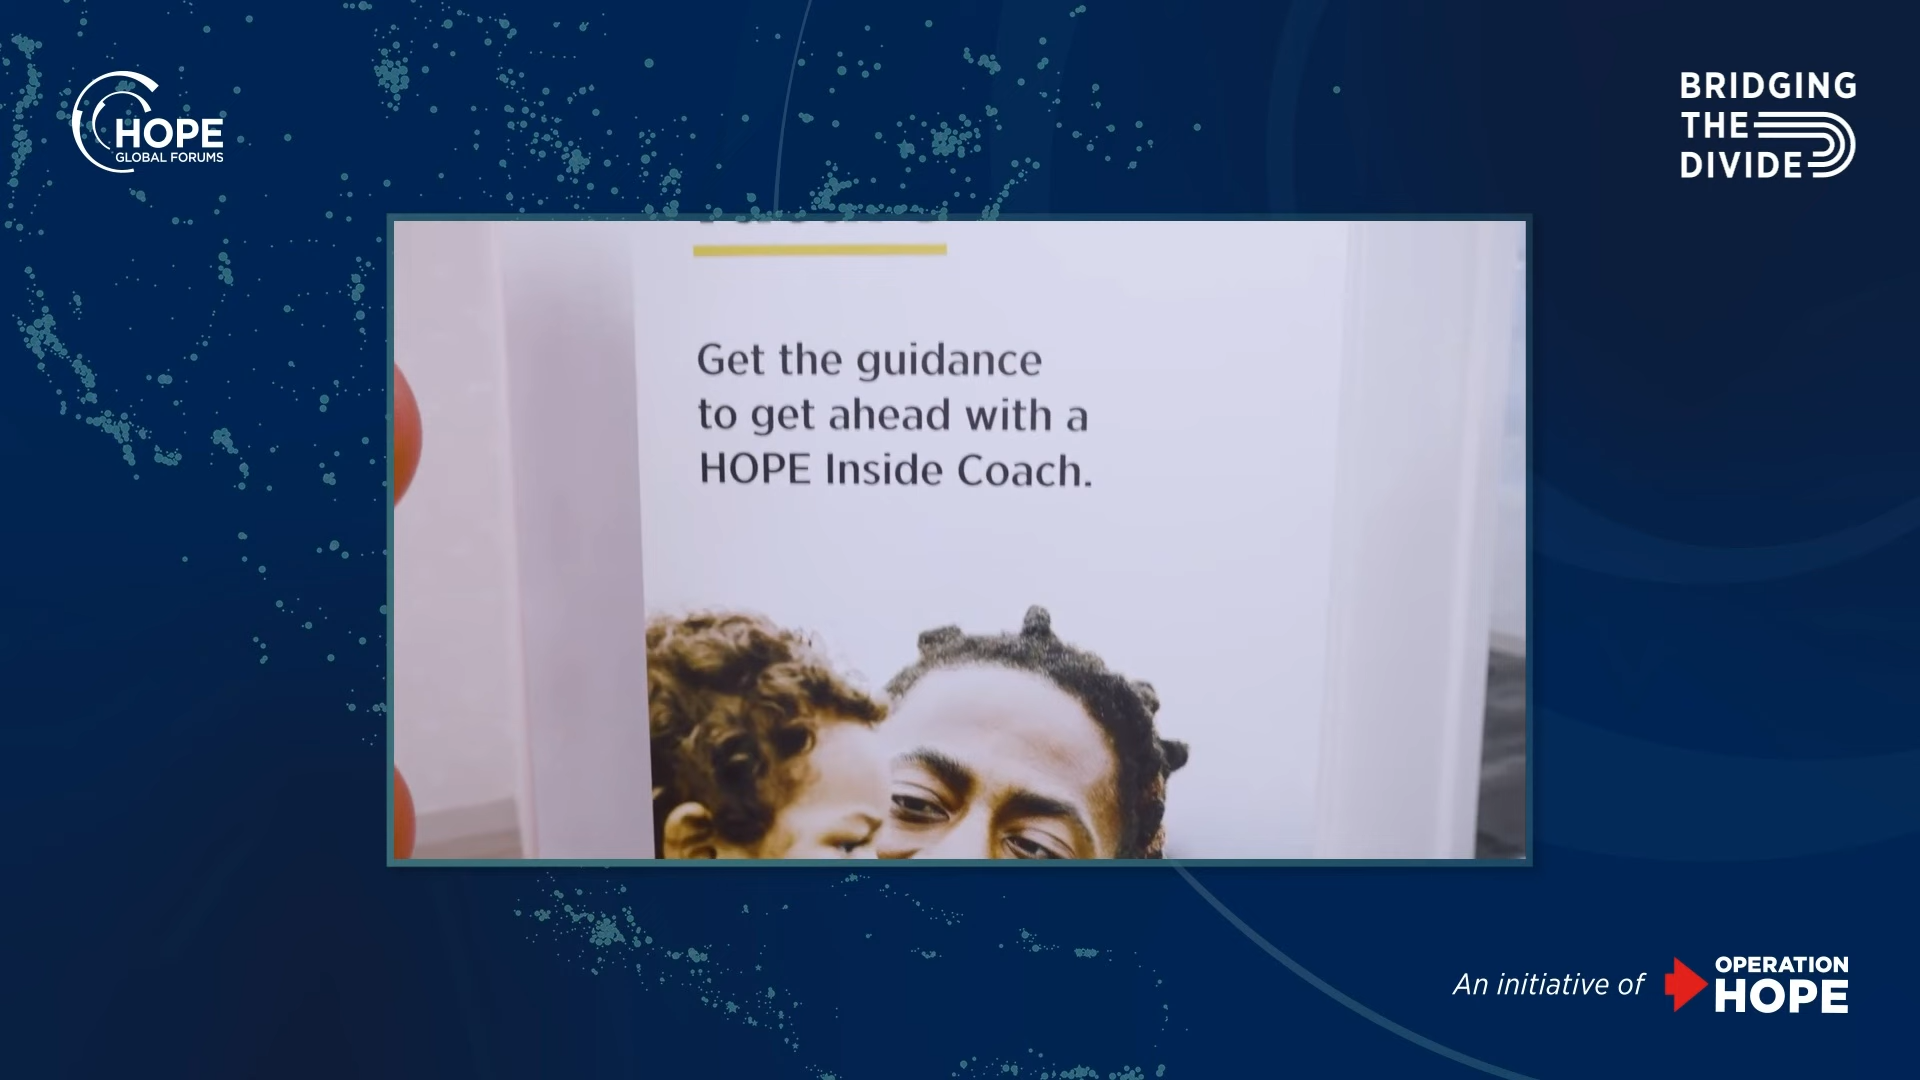 HOPE
GLOBAL FORUMS
BRIDGING
THE
DIVIDE
Get the guidance
to get ahead with a
HOPE Inside Coach.
An initiative of
OPERATION
HOPE